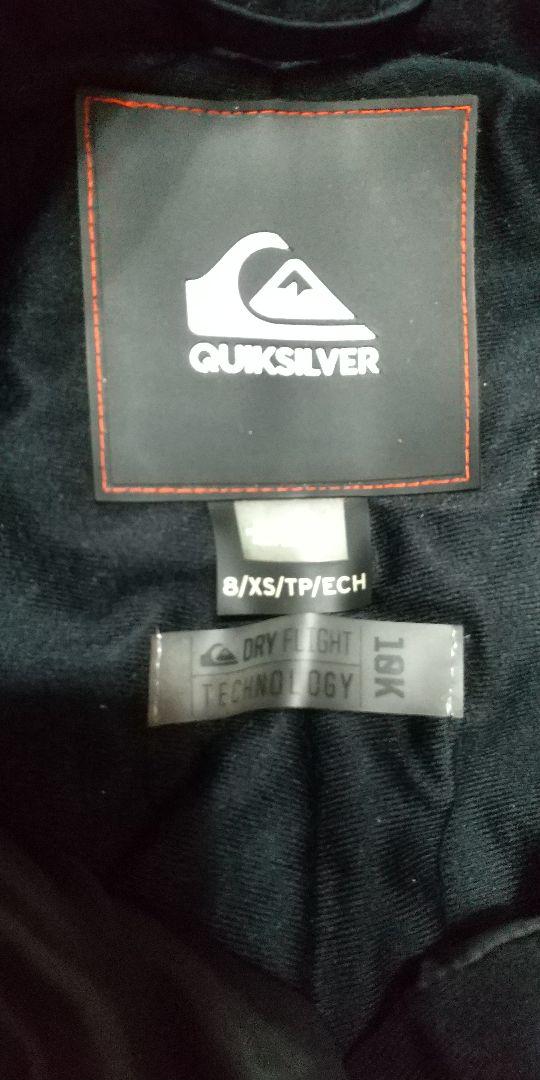 QUIKSILVER
8/XS/TP/ECH
DRY FLIGHT
TECHNOLOGY
10K